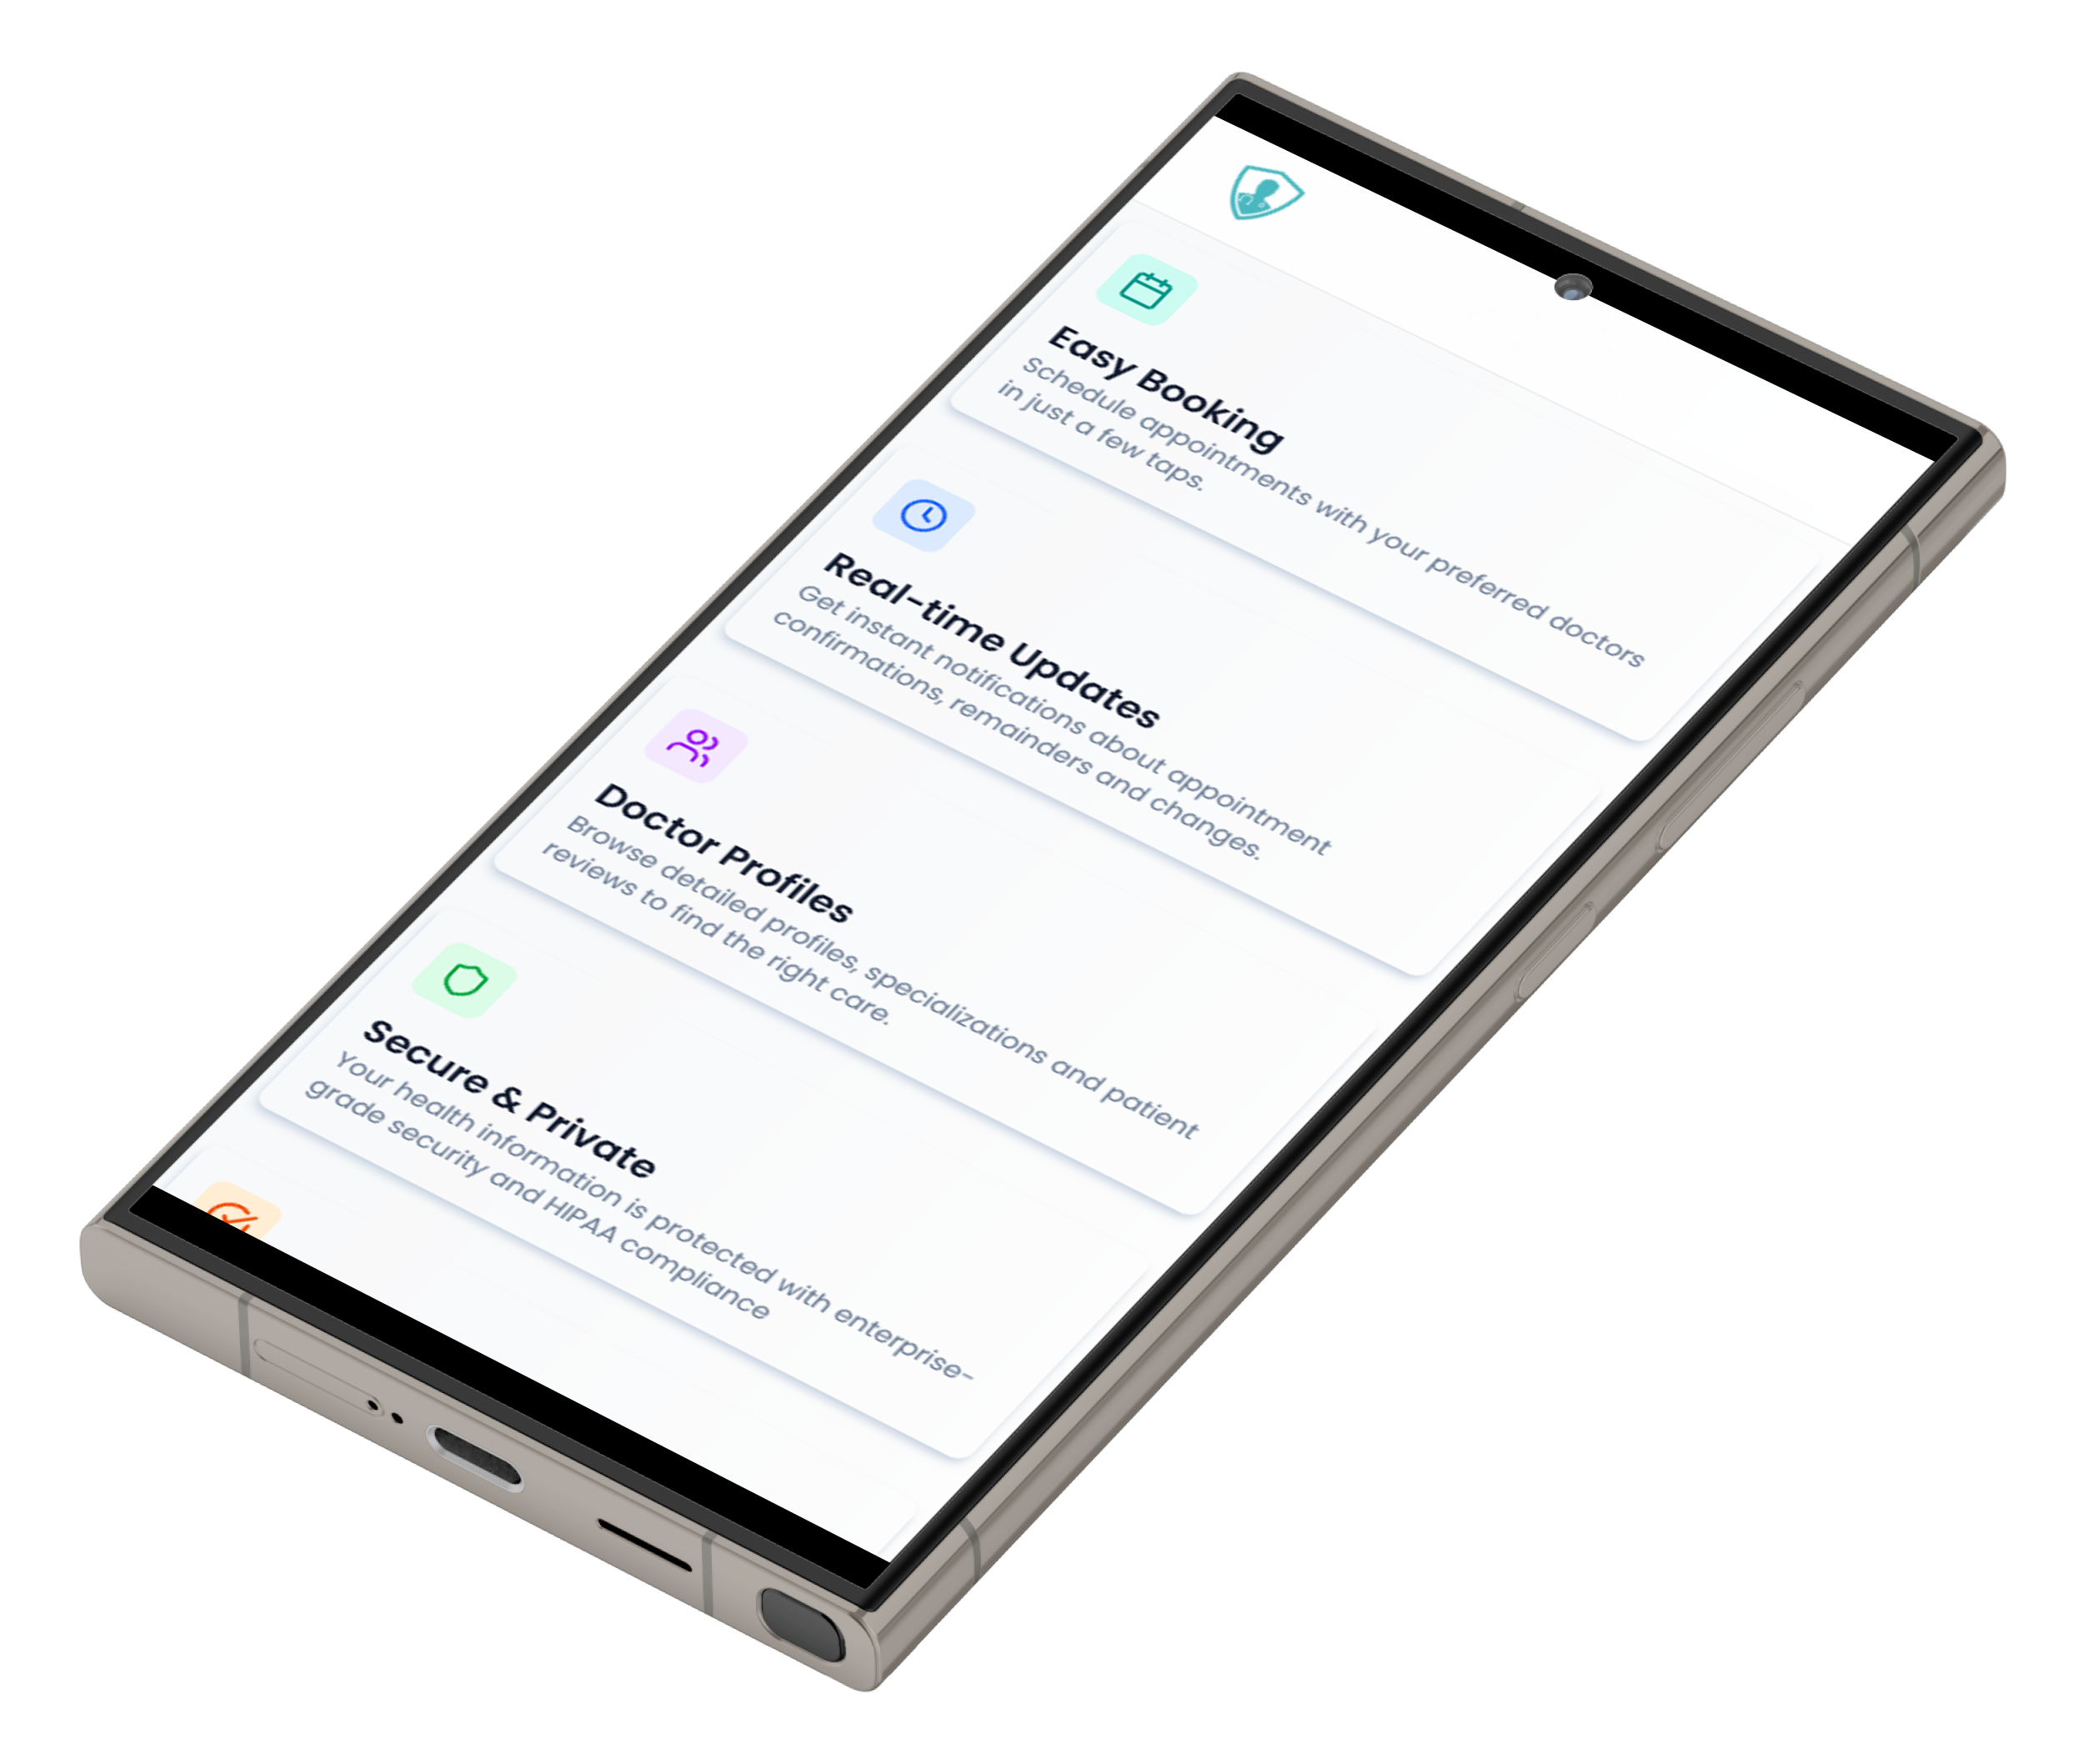 Easy Booking
Schedule appointments with your preferred doctors
in just a few taps.
Real-time Updates
Get instant notifications about appointment
confirmations, remainders and changes.
Doctor Profiles
Browse detailed profiles, specializations and patient
reviews to find the right care.
Secure & Private
Your health information is protected with enterprise-
grade security and HIPAA compliance